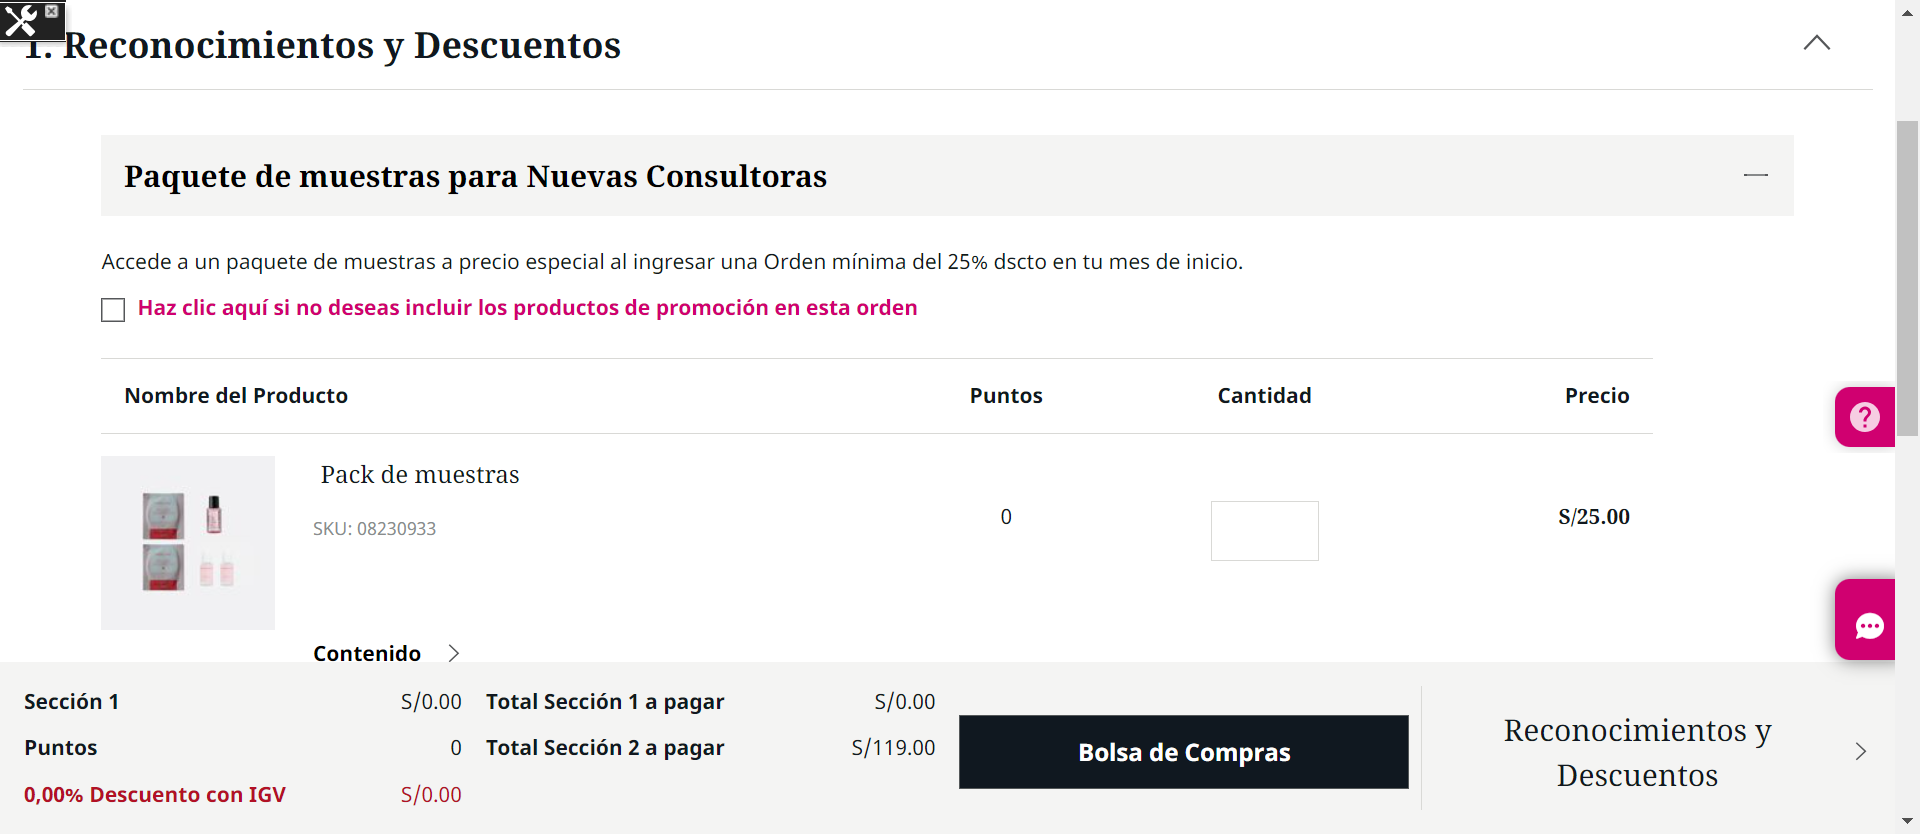 1. Reconocimientos y Descuentos
Paquete de muestras para Nuevas Consultoras
Accede a un paquete de muestras a precio especial al ingresar una Orden mínima del 25% dscto en tu mes de inicio.
Haz clic aquí si no deseas incluir los productos de promoción en esta orden
Nombre del Producto Puntos Cantidad Precio
Pack de muestras
SKU: 08230933
0 S/25.00
Contenido
Sección 1 S/0.00 Total Sección 1 a pagar S/0.00
Puntos 0 Total Sección 2 a pagar S/119.00
0,00% Descuento con IGV S/0.00
Bolsa de Compras
Reconocimientos y
Descuentos